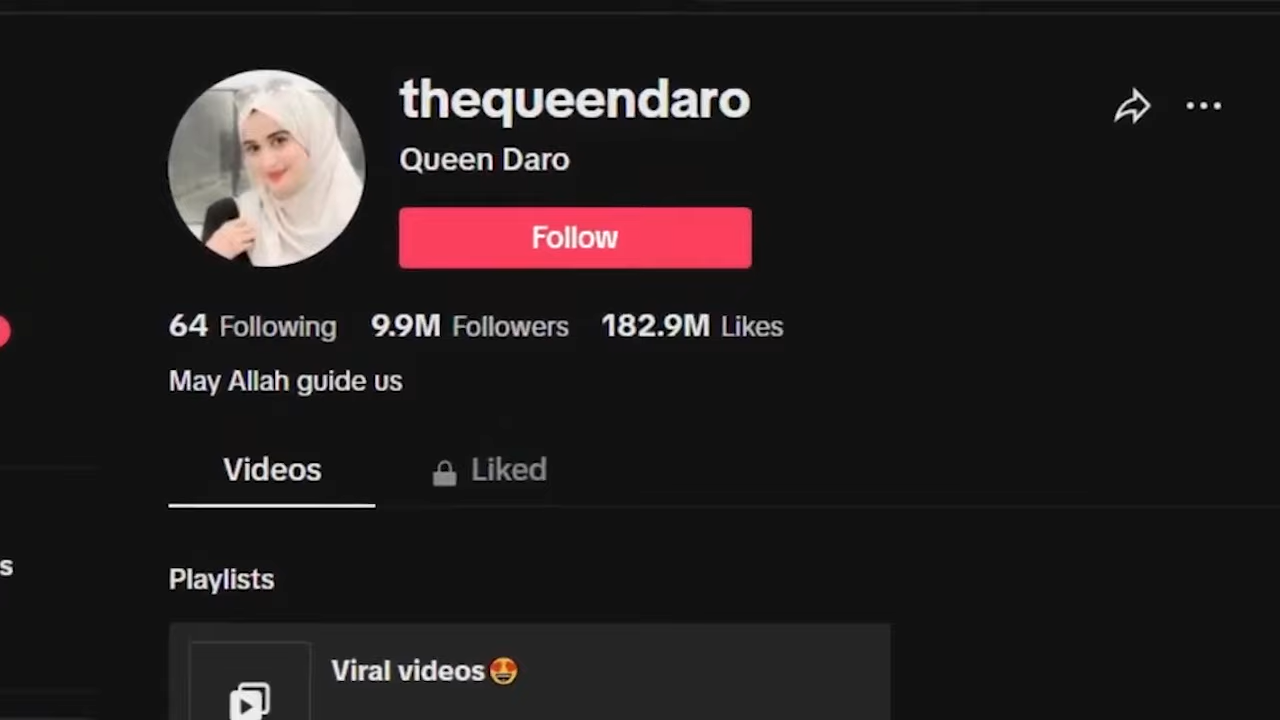 thequeendaro
Queen Daro
Follow
64 Following 9.9M Followers 182.9M Likes
May Allah guide us
Videos Liked
s
Playlists
Viral videos😍